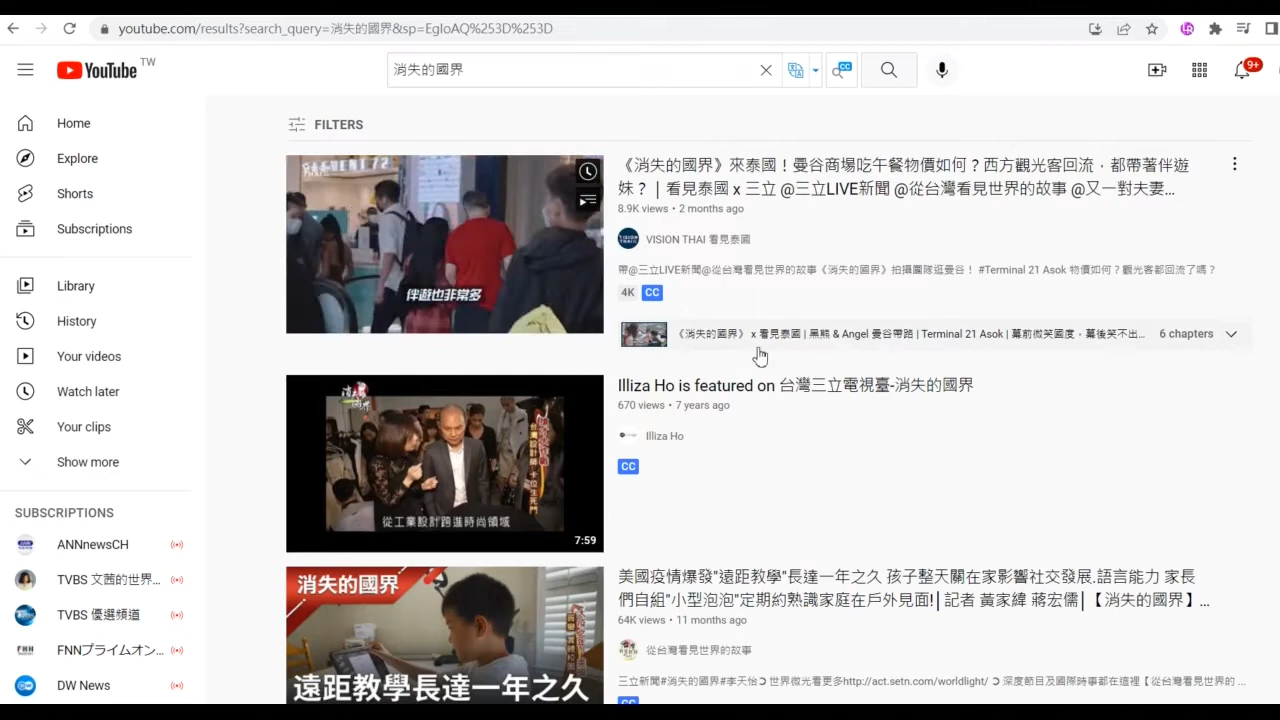 youtube.com/results?search_query=消失的國界&sp=EgIoAQ%253D%253D
YouTube
TW
消失的國界
CC
9+
Home
Explore
Shorts
Subscriptions
Library
History
Your videos
Watch later
Your clips
Show more
SUBSCRIPTIONS
ANNnewsCH
TVBS 文茜的世界...
TVBS 優選頻道
FNNプライムオン...
DW News
FILTERS
伴遊也非常多
《消失的國界》來泰國！曼谷商場吃午餐物價如何？西方觀光客回流，都帶著伴遊
妹？｜看見泰國 x 三立 @三立LIVE新聞 @從台灣看見世界的故事 @又一對夫妻...
8.9K views • 2 months ago
VISION THAI 看見泰國
帶@三立LIVE新聞@從台灣看見世界的故事《消失的國界》拍攝團隊逛曼谷！ #Terminal 21 Asok 物價如何？觀光客都回流了嗎？
4K CC
《消失的國界》 x 看見泰國 | 黑熊 & Angel 曼谷帶路 | Terminal 21 Asok | 幕前微笑國度，幕後笑不出...
6 chapters
消失的國界
台灣設計師 卡位生死鬥
從工業設計跨進時尚領域
7:59
Illiza Ho is featured on 台灣三立電視臺-消失的國界
670 views • 7 years ago
Illiza Ho
CC
消失的國界
遠距教學長達一年之久
美國疫情爆發"遠距教學"長達一年之久 孩子整天關在家影響社交發展.語言能力 家長
們自組"小型泡泡"定期約熟識家庭在戶外見面!│記者 黃家緯 蔣宏儒│【消失的國界】...
64K views • 11 months ago
從台灣看見世界的故事
三立新聞#消失的國界#李天怡➲ 世界微光看更多http://act.setn.com/worldlight/ ➲ 深度節目及國際時事都在這裡【從台灣看見世界的 ...
CC